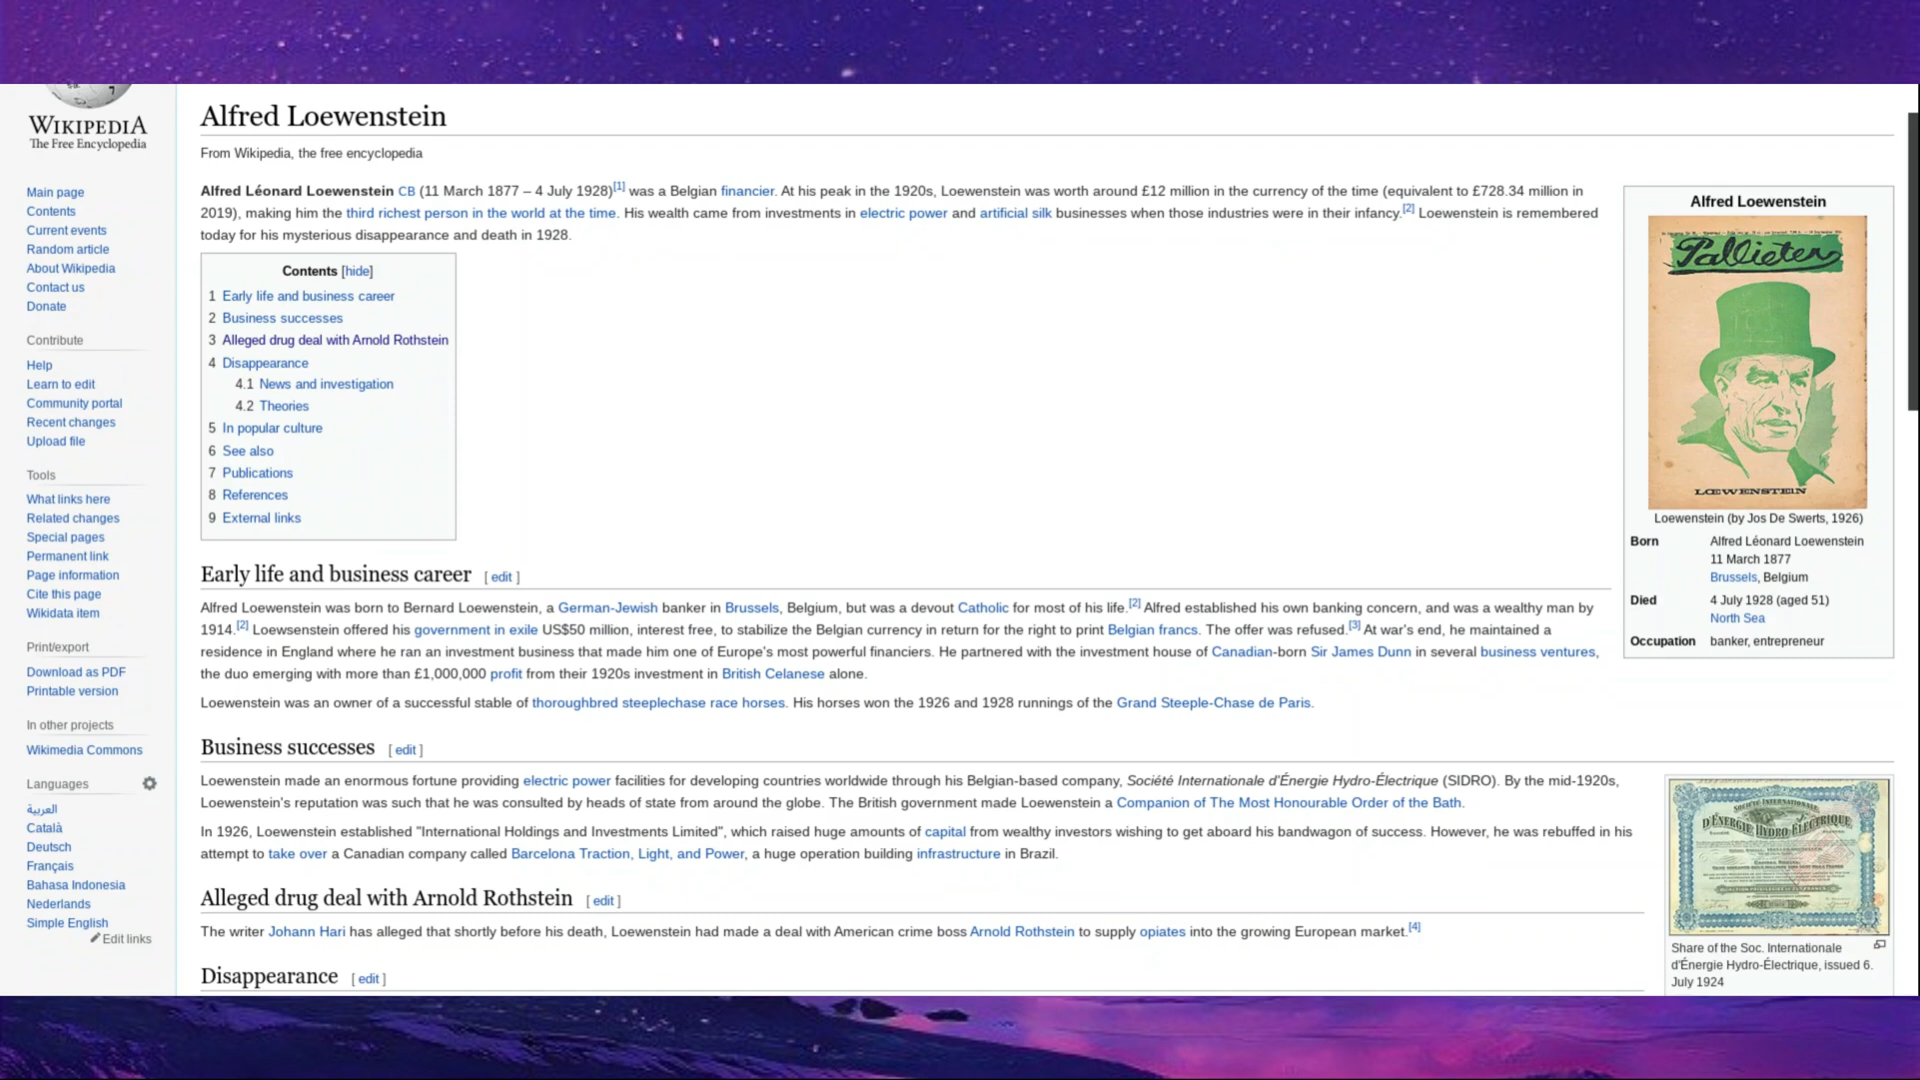 WIKIPEDIA
The Free Encyclopedia
Main page
Contents
Current events
Random article
About Wikipedia
Contact us
Donate
Contribute
Help
Learn to edit
Community portal
Recent changes
Upload file
Tools
What links here
Related changes
Special pages
Permanent link
Page information
Cite this page
Wikidata item
Print/export
Download as PDF
Printable version
In other projects
Wikimedia Commons
Languages
العربية
Català
Deutsch
Français
Bahasa Indonesia
Nederlands
Simple English
Edit links
Alfred Loewenstein
From Wikipedia, the free encyclopedia
Alfred Léonard Loewenstein CB (11 March 1877 – 4 July 1928)[1] was a Belgian financier. At his peak in the 1920s, Loewenstein was worth around £12 million in the currency of the time (equivalent to £728.34 million in
2019), making him the third richest person in the world at the time. His wealth came from investments in electric power and artificial silk businesses when those industries were in their infancy.[2] Loewenstein is remembered
today for his mysterious disappearance and death in 1928.
Contents [hide]
1 Early life and business career
2 Business successes
3 Alleged drug deal with Arnold Rothstein
4 Disappearance
4.1 News and investigation
4.2 Theories
5 In popular culture
6 See also
7 Publications
8 References
9 External links
Alfred Loewenstein
Pallieter
LŒWENSTEIN
Loewenstein (by Jos De Swerts, 1926)
Born Alfred Léonard Loewenstein
11 March 1877
Brussels, Belgium
Died 4 July 1928 (aged 51)
North Sea
Occupation banker, entrepreneur
Early life and business career [ edit ]
Alfred Loewenstein was born to Bernard Loewenstein, a German-Jewish banker in Brussels, Belgium, but was a devout Catholic for most of his life.[2] Alfred established his own banking concern, and was a wealthy man by
1914.[2] Loewsenstein offered his government in exile US$50 million, interest free, to stabilize the Belgian currency in return for the right to print Belgian francs. The offer was refused.[3] At war's end, he maintained a
residence in England where he ran an investment business that made him one of Europe's most powerful financiers. He partnered with the investment house of Canadian-born Sir James Dunn in several business ventures,
the duo emerging with more than £1,000,000 profit from their 1920s investment in British Celanese alone.
Loewenstein was an owner of a successful stable of thoroughbred steeplechase race horses. His horses won the 1926 and 1928 runnings of the Grand Steeple-Chase de Paris.
Business successes [ edit ]
Loewenstein made an enormous fortune providing electric power facilities for developing countries worldwide through his Belgian-based company, Société Internationale d'Énergie Hydro-Électrique (SIDRO). By the mid-1920s,
Loewenstein's reputation was such that he was consulted by heads of state from around the globe. The British government made Loewenstein a Companion of The Most Honourable Order of the Bath.
In 1926, Loewenstein established "International Holdings and Investments Limited", which raised huge amounts of capital from wealthy investors wishing to get aboard his bandwagon of success. However, he was rebuffed in his
attempt to take over a Canadian company called Barcelona Traction, Light, and Power, a huge operation building infrastructure in Brazil.
SOCIÉTÉ INTERNATIONALE
D'ÉNERGIE HYDRO-ÉLECTRIQUE
Share of the Soc. Internationale
d'Énergie Hydro-Électrique, issued 6.
July 1924
Alleged drug deal with Arnold Rothstein [ edit ]
The writer Johann Hari has alleged that shortly before his death, Loewenstein had made a deal with American crime boss Arnold Rothstein to supply opiates into the growing European market.[4]
Disappearance [ edit ]